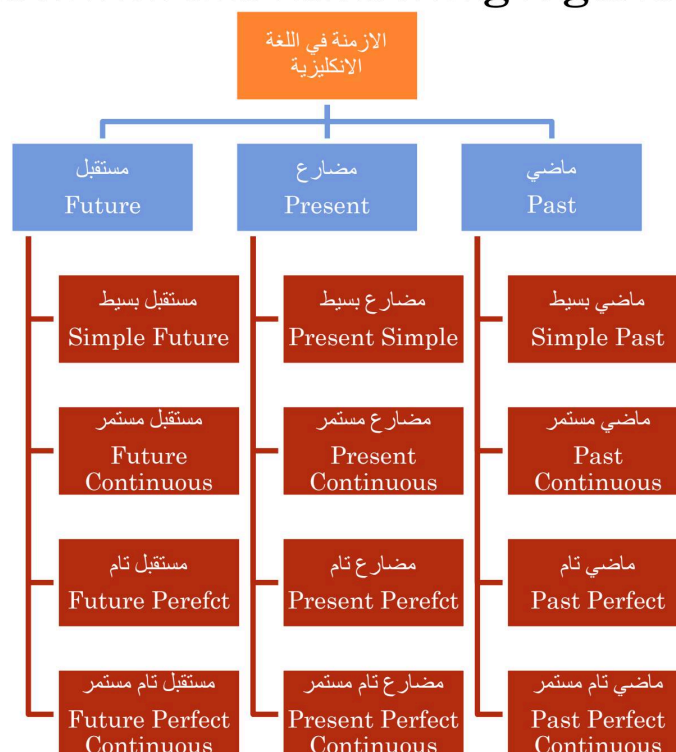 الازمنة في اللغة
الانكليزية
مستقبل
Future
مضارع
Present
ماضي
Past
مستقبل بسيط
Simple Future
مضارع بسيط
Present Simple
ماضي بسيط
Simple Past
مستقبل مستمر
Future
Continuous
مضارع مستمر
Present
Continuous
ماضي مستمر
Past
Continuous
مستقبل تام
Future Perefct
مضارع تام
Present Perefct
ماضي تام
Past Perfect
مستقبل تام مستمر
Future Perfect
Continuous
مضارع تام مستمر
Present Perfect
Continuous
ماضي تام مستمر
Past Perfect
Continuous